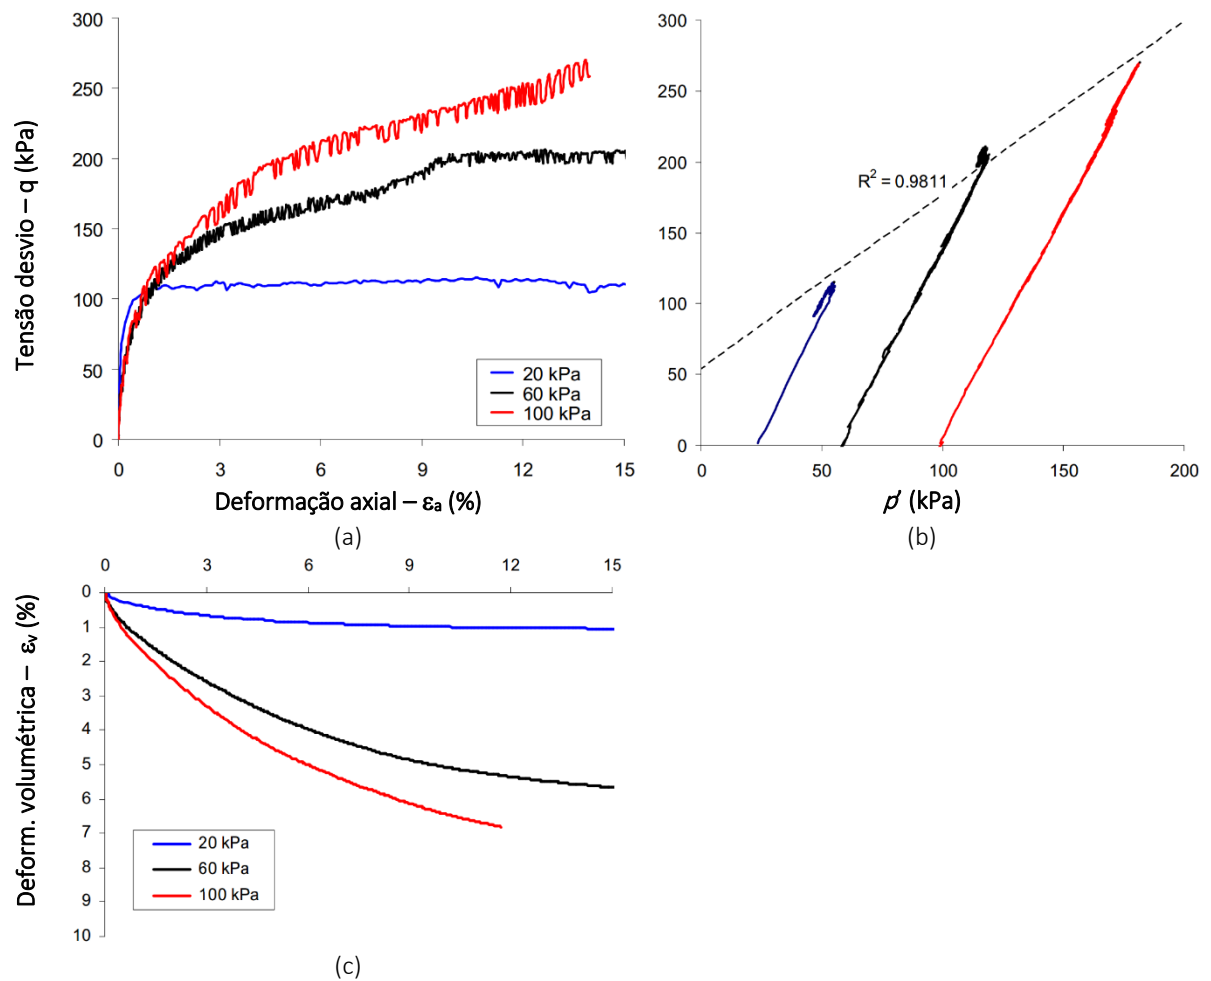 300
250
200
150
100
50
0
Tensão desvio – q (kPa)
20 kPa
60 kPa
100 kPa
0 3 6 9 12 15
Deformação axial – εa (%)
(a)
300
250
200
150
100
50
0
R² = 0.9811
0 50 100 150 200
p' (kPa)
(b)
0 3 6 9 12 15
0
1
2
3
4
5
6
7
8
9
10
Deform. volumétrica – εv (%)
20 kPa
60 kPa
100 kPa
(c)